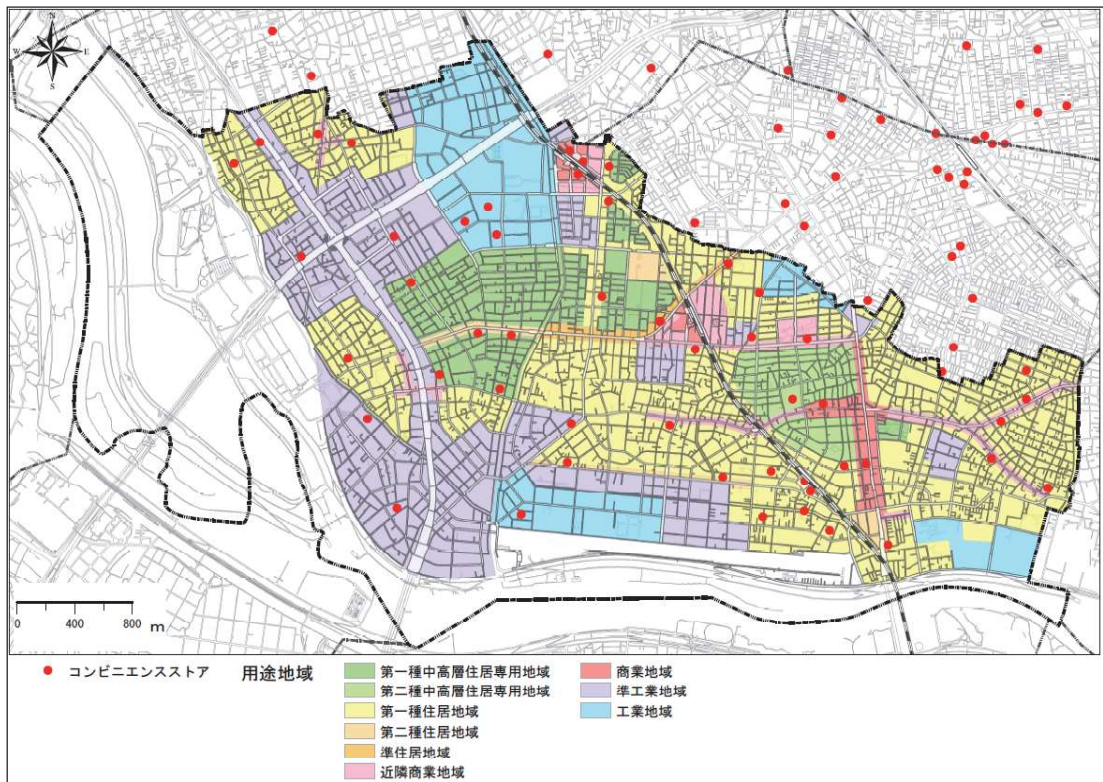 N
W E
S
0 400 800 m
コンビニエンスストア
用途地域
第一種中高層住居専用地域
第二種中高層住居専用地域
第一種住居地域
第二種住居地域
準住居地域
近隣商業地域
商業地域
準工業地域
工業地域